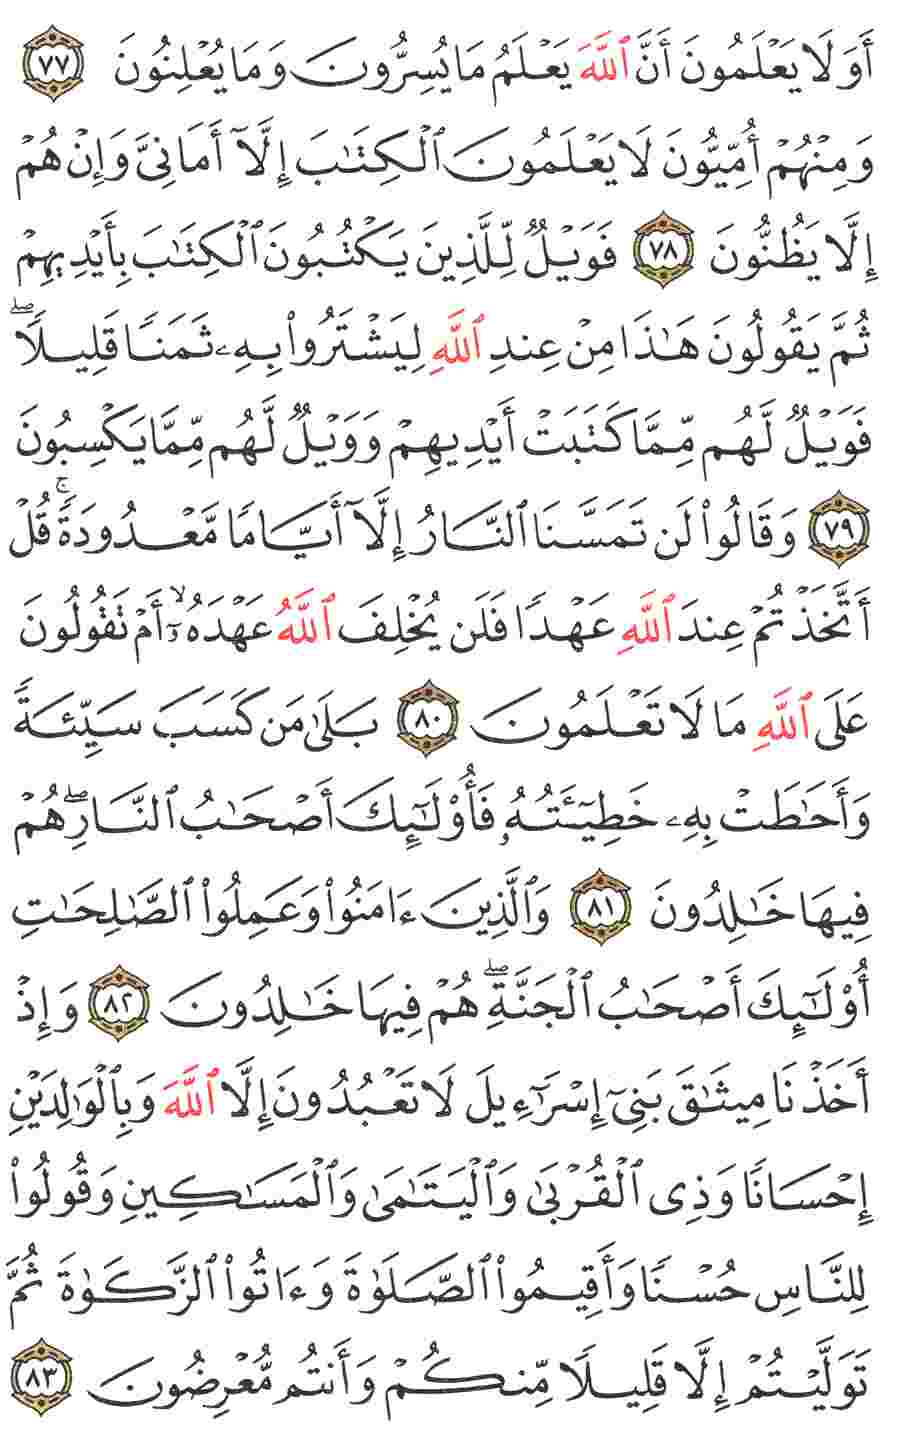 أَوَلَا يَعْلَمُونَ أَنَّ ٱللَّهَ يَعْلَمُ مَا يُسِرُّونَ وَمَا يُعْلِنُونَ ٧٧
وَمِنْهُمْ أُمِّيُّونَ لَا يَعْلَمُونَ ٱلْكِتَٰبَ إِلَّآ أَمَانِىَّ وَإِنْ هُمْ
إِلَّا يَظُنُّونَ ٧٨ فَوَيْلٌ لِّلَّذِينَ يَكْتُبُونَ ٱلْكِتَٰبَ بِأَيْدِيهِمْ
ثُمَّ يَقُولُونَ هَٰذَا مِنْ عِندِ ٱللَّهِ لِيَشْتَرُوا۟ بِهِۦ ثَمَنًا قَلِيلًا ۖ
فَوَيْلٌ لَّهُم مِّمَّا كَتَبَتْ أَيْدِيهِمْ وَوَيْلٌ لَّهُم مِّمَّا يَكْسِبُونَ
٧٩ وَقَالُوا۟ لَن تَمَسَّنَا ٱلنَّارُ إِلَّآ أَيَّامًا مَّعْدُودَةً ۚ قُلْ
أَتَّخَذْتُمْ عِندَ ٱللَّهِ عَهْدًا فَلَن يُخْلِفَ ٱللَّهُ عَهْدَهُۥٓ ۙ أَمْ تَقُولُونَ
عَلَى ٱللَّهِ مَا لَا تَعْلَمُونَ ٨٠ بَلَىٰ مَن كَسَبَ سَيِّئَةً
وَأَحَٰطَتْ بِهِۦ خَطِيٓـَٔتُهُۥ فَأُو۟لَٰٓئِكَ أَصْحَٰبُ ٱلنَّارِ ۖ هُمْ
فِيهَا خَٰلِدُونَ ٨١ وَٱلَّذِينَ ءَامَنُوا۟ وَعَمِلُوا۟ ٱلصَّٰلِحَٰتِ
أُو۟لَٰٓئِكَ أَصْحَٰبُ ٱلْجَنَّةِ ۖ هُمْ فِيهَا خَٰلِدُونَ ٨٢ وَإِذْ
أَخَذْنَا مِيثَٰقَ بَنِىٓ إِسْرَٰٓءِيلَ لَا تَعْبُدُونَ إِلَّا ٱللَّهَ وَبِٱلْوَٰلِدَيْنِ
إِحْسَانًا وَذِى ٱلْقُرْبَىٰ وَٱلْيَتَٰمَىٰ وَٱلْمَسَٰكِينِ وَقُولُوا۟
لِلنَّاسِ حُسْنًا وَأَقِيمُوا۟ ٱلصَّلَوٰةَ وَءَاتُوا۟ ٱلزَّكَوٰةَ ثُمَّ
تَوَلَّيْتُمْ إِلَّا قَلِيلًا مِّنكُمْ وَأَنتُم مُّعْرِضُونَ ٨٣